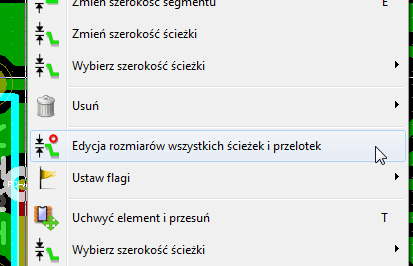 Zmień szerokość segmentu E
Zmień szerokość ścieżki
Wybierz szerokość ścieżki
Usuń
Edycja rozmiarów wszystkich ścieżek i przelotek
Ustaw flagi
Uchwyć element i przesuń T
Wybierz szerokość ścieżki